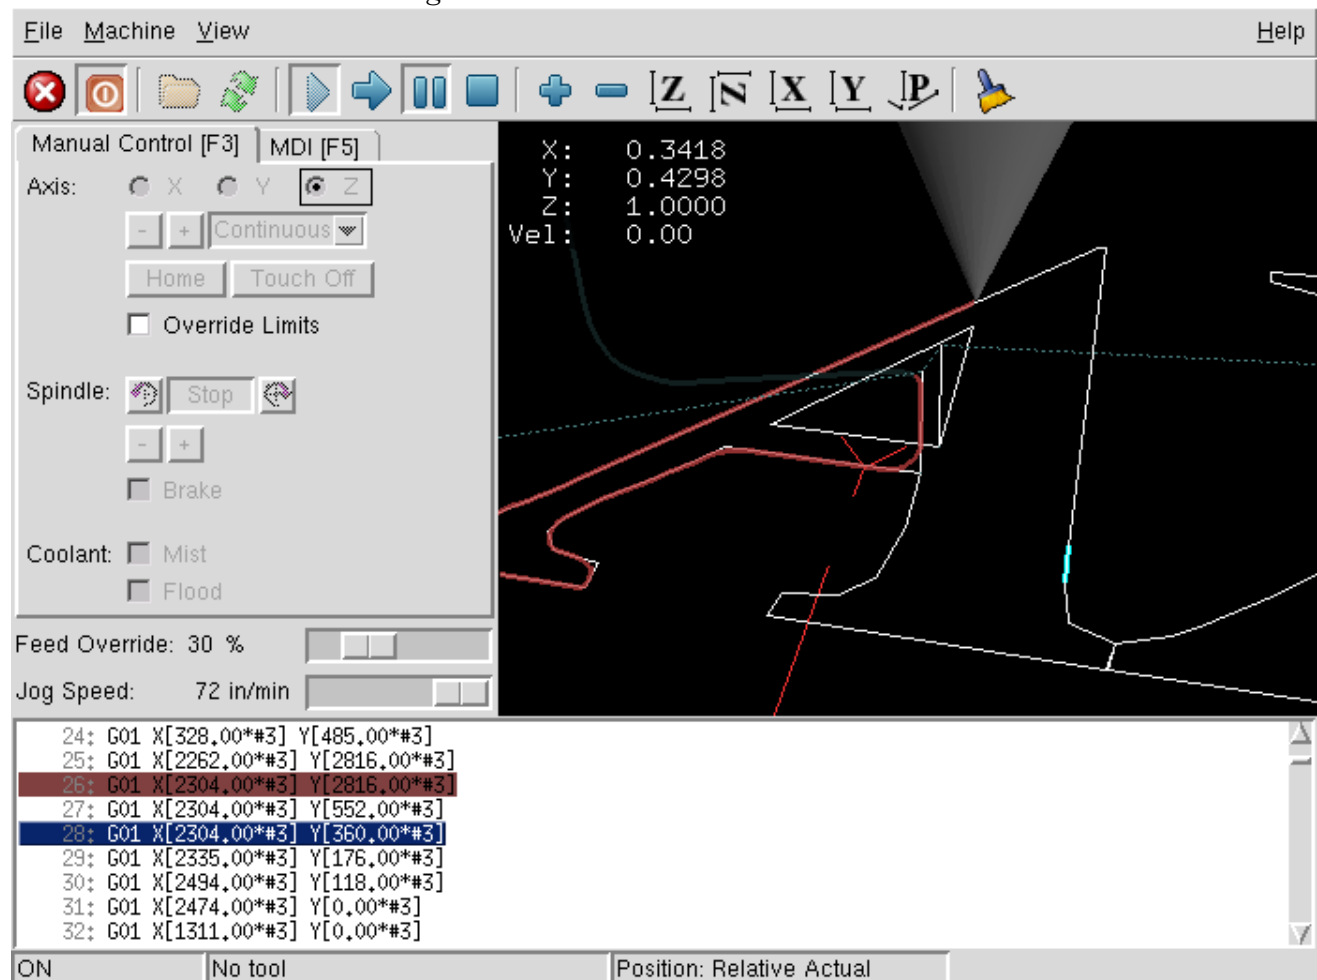 File Machine View Help
Z N X Y P
Manual Control [F3] MDI [F5]
Axis: X Y Z
- + Continuous
Home Touch Off
Override Limits
Spindle: Stop
- +
Brake
Coolant: Mist
Flood
Feed Override: 30 %
Jog Speed: 72 in/min
X: 0.3418
Y: 0.4298
Z: 1.0000
Vel: 0.00
24: G01 X[328.00*#3] Y[485.00*#3]
25: G01 X[2262.00*#3] Y[2816.00*#3]
26: G01 X[2304.00*#3] Y[2816.00*#3]
27: G01 X[2304.00*#3] Y[552.00*#3]
28: G01 X[2304.00*#3] Y[360.00*#3]
29: G01 X[2335.00*#3] Y[176.00*#3]
30: G01 X[2494.00*#3] Y[118.00*#3]
31: G01 X[2474.00*#3] Y[0.00*#3]
32: G01 X[1311.00*#3] Y[0.00*#3]
ON No tool Position: Relative Actual